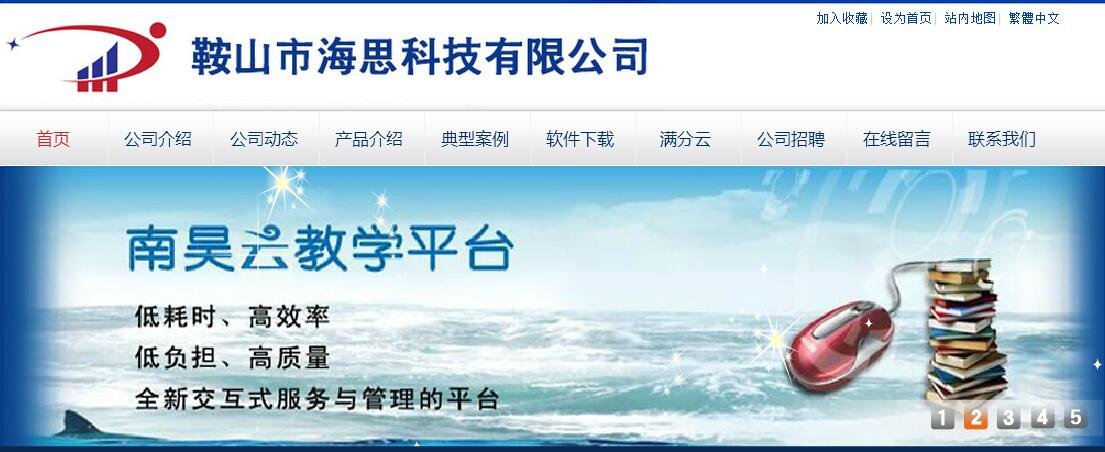 加入收藏| 设为首页| 站内地图| 繁體中文
鞍山市海思科技有限公司
首页 公司介绍 公司动态 产品介绍 典型案例 软件下载 满分云 公司招聘 在线留言 联系我们
南昊云教学平台
低耗时、高效率
低负担、高质量
全新交互式服务与管理的平台
1 2 3 4 5